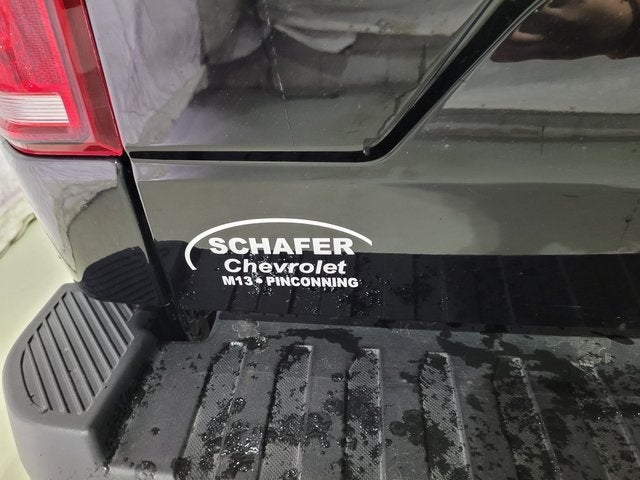 SCHAFER
Chevrolet
M13 • PINCONNING